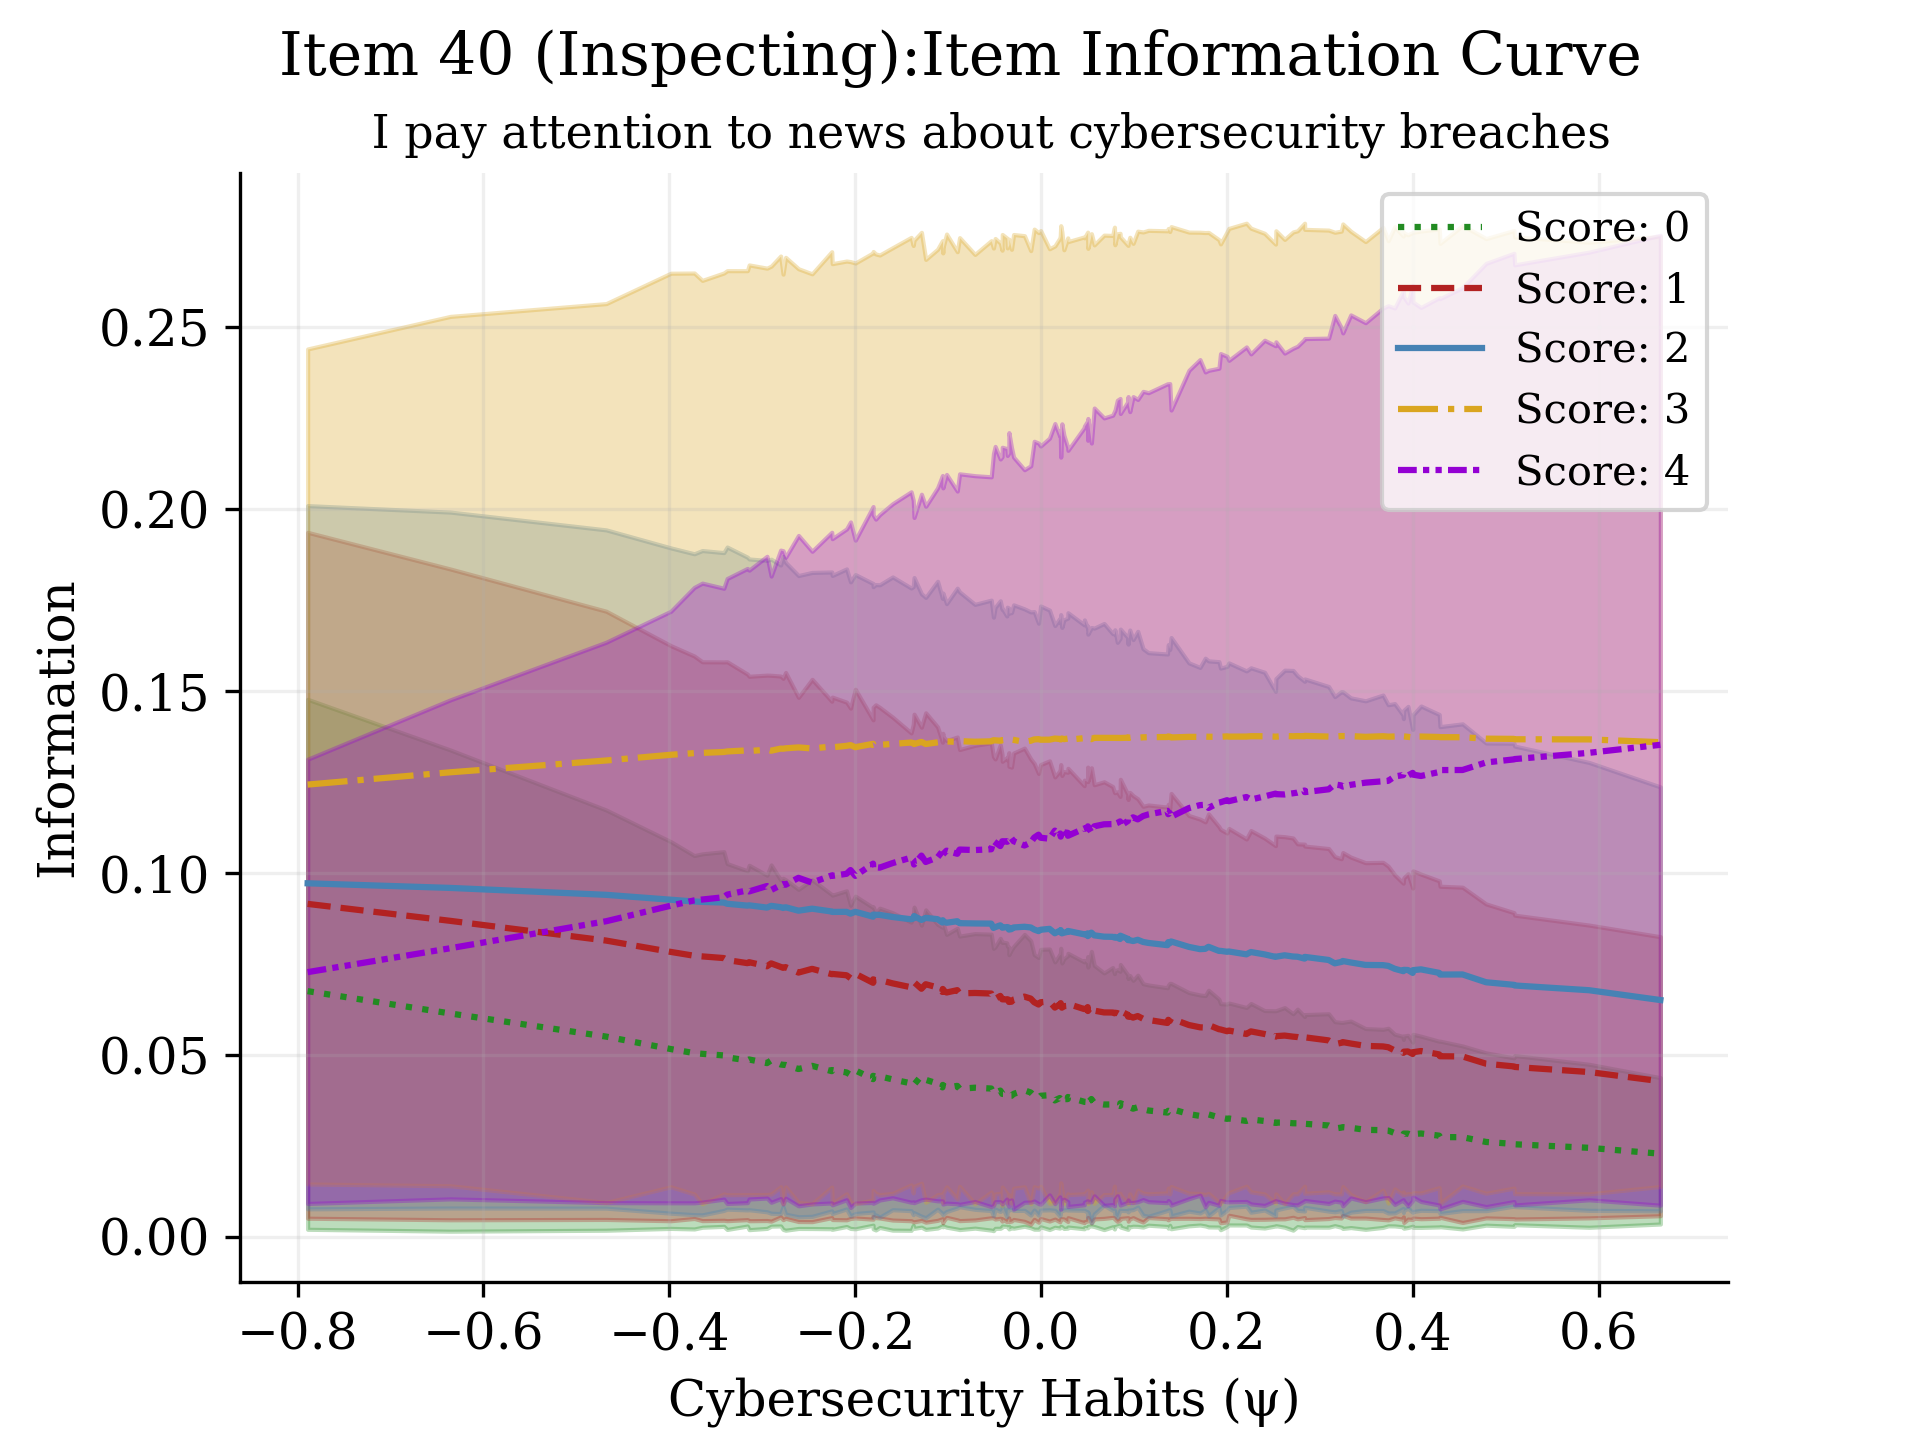 Item 40 (Inspecting):Item Information Curve
I pay attention to news about cybersecurity breaches
Score: 0
Score: 1
Score: 2
Score: 3
Score: 4
Information
0.25
0.20
0.15
0.10
0.05
0.00
−0.8 −0.6 −0.4 −0.2 0.0 0.2 0.4 0.6
Cybersecurity Habits (ψ)